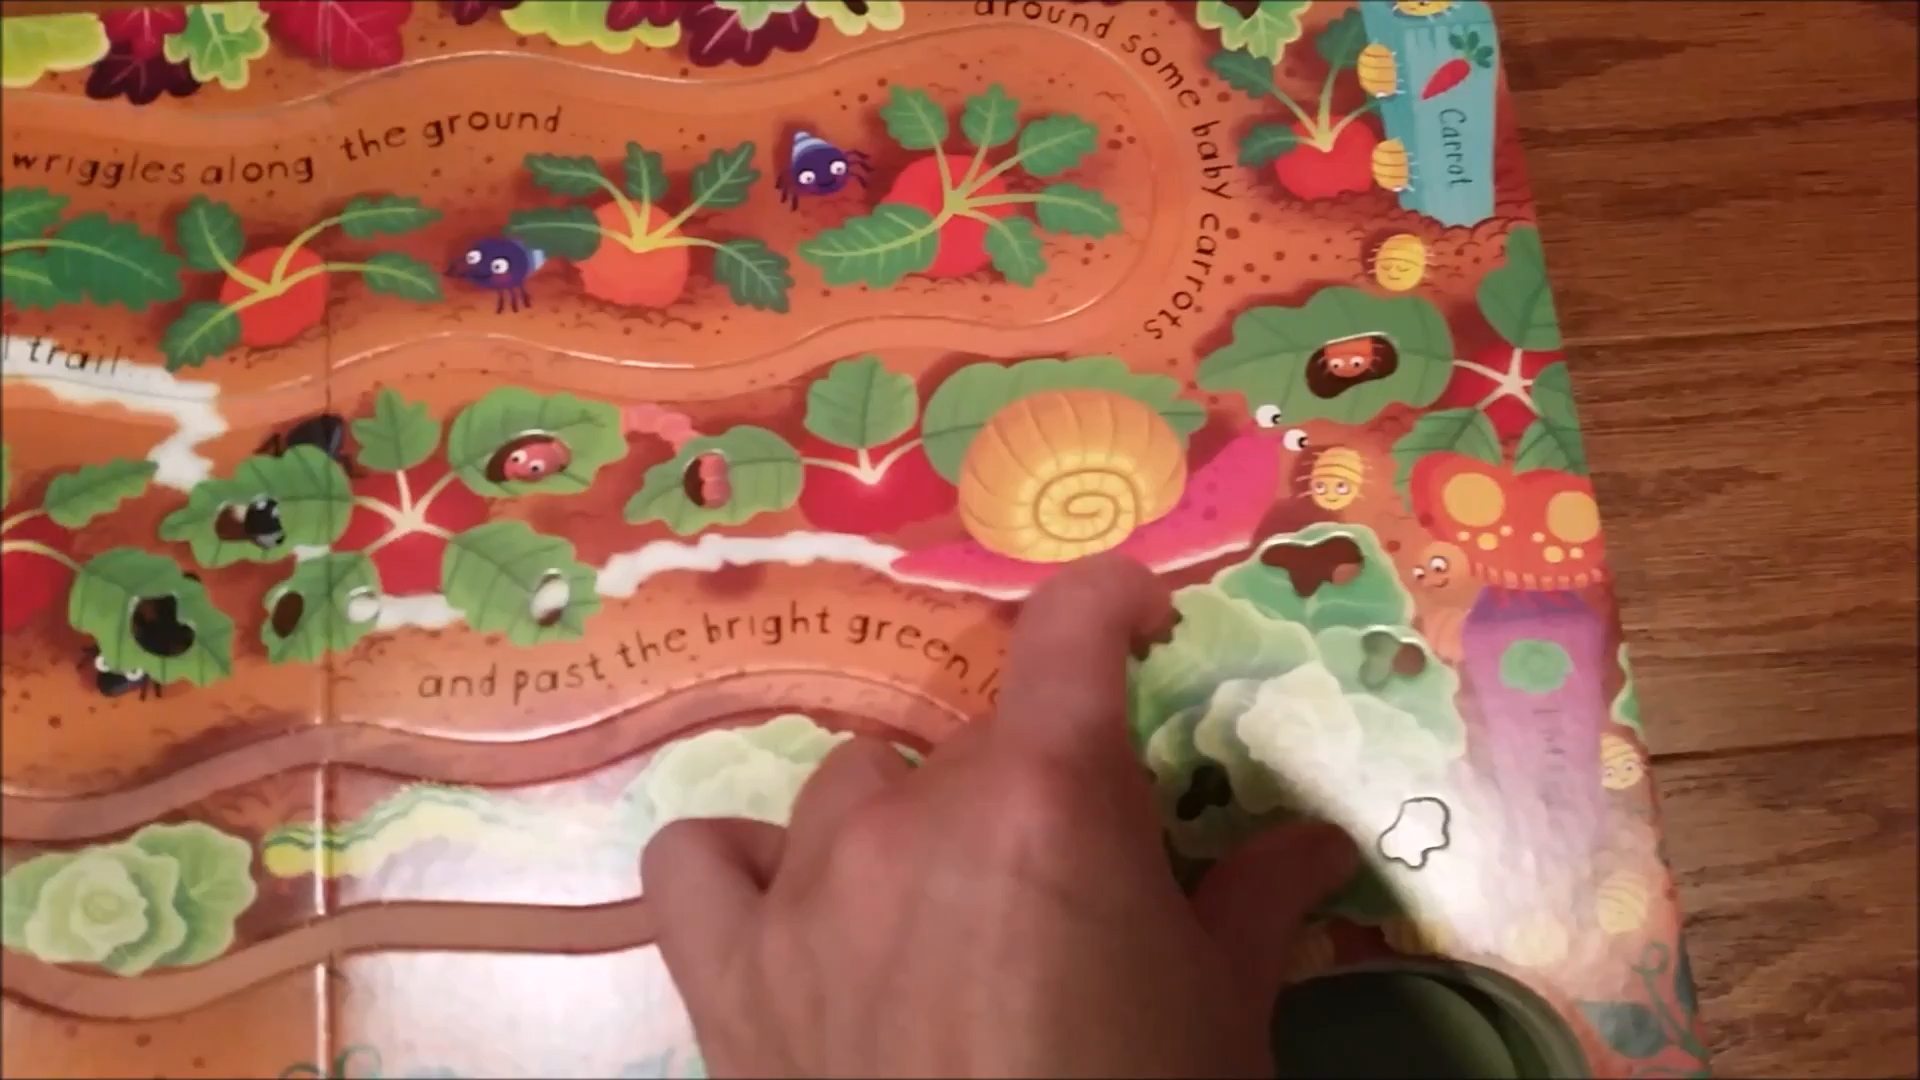 around some baby carrots
wriggles along the ground
Carrot
trail
and past the bright green